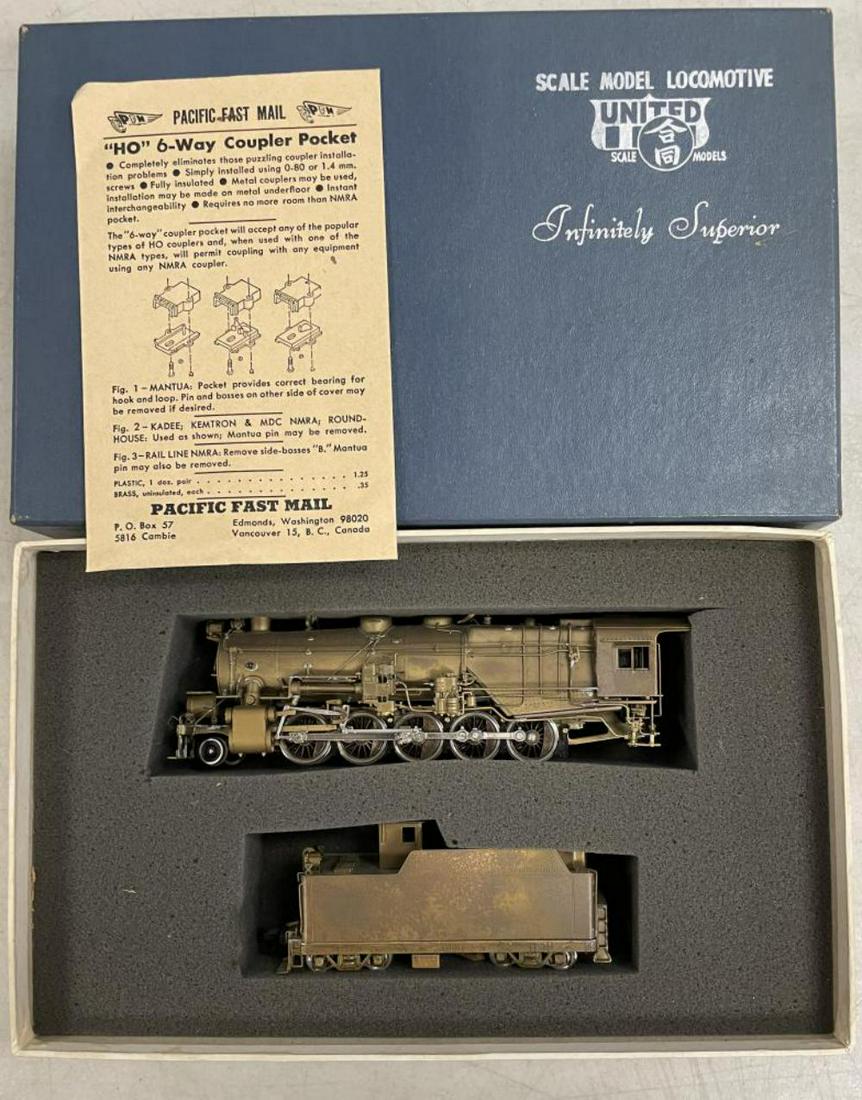 PFM PACIFIC FAST MAIL PFM
"HO" 6-Way Coupler Pocket
● Completely eliminates those puzzling coupler installa-
tion problems ● Simply installed using 0-80 or 1.4 mm.
screws ● Fully insulated ● Metal couplers may be used,
installation may be made on metal underfloor ● Instant
interchangeability ● Requires no more room than NMRA
pocket.
The "6-way" coupler pocket will accept any of the popular
types of HO couplers and, when used with one of the
NMRA types, will permit coupling with any equipment
using any NMRA coupler.
Fig. 1 – MANTUA: Pocket provides correct bearing for
hook and loop. Pin and bosses on other side of cover may
be removed if desired.
Fig. 2 – KADEE; KEMTRON & MDC NMRA; ROUND-
HOUSE: Used as shown; Mantua pin may be removed.
Fig. 3 – RAIL LINE NMRA: Remove side-bosses "B." Mantua
pin may also be removed.
PLASTIC, 1 doz. pair . . . . . . . . . . . . . 1.25
BRASS, uninsulated, each . . . . . . . . . . . . .35
PACIFIC FAST MAIL
P. O. Box 57 Edmonds, Washington 98020
5816 Cambie Vancouver 15, B. C., Canada
SCALE MODEL LOCOMOTIVE
UNITED
合同
SCALE MODELS
Infinitely Superior